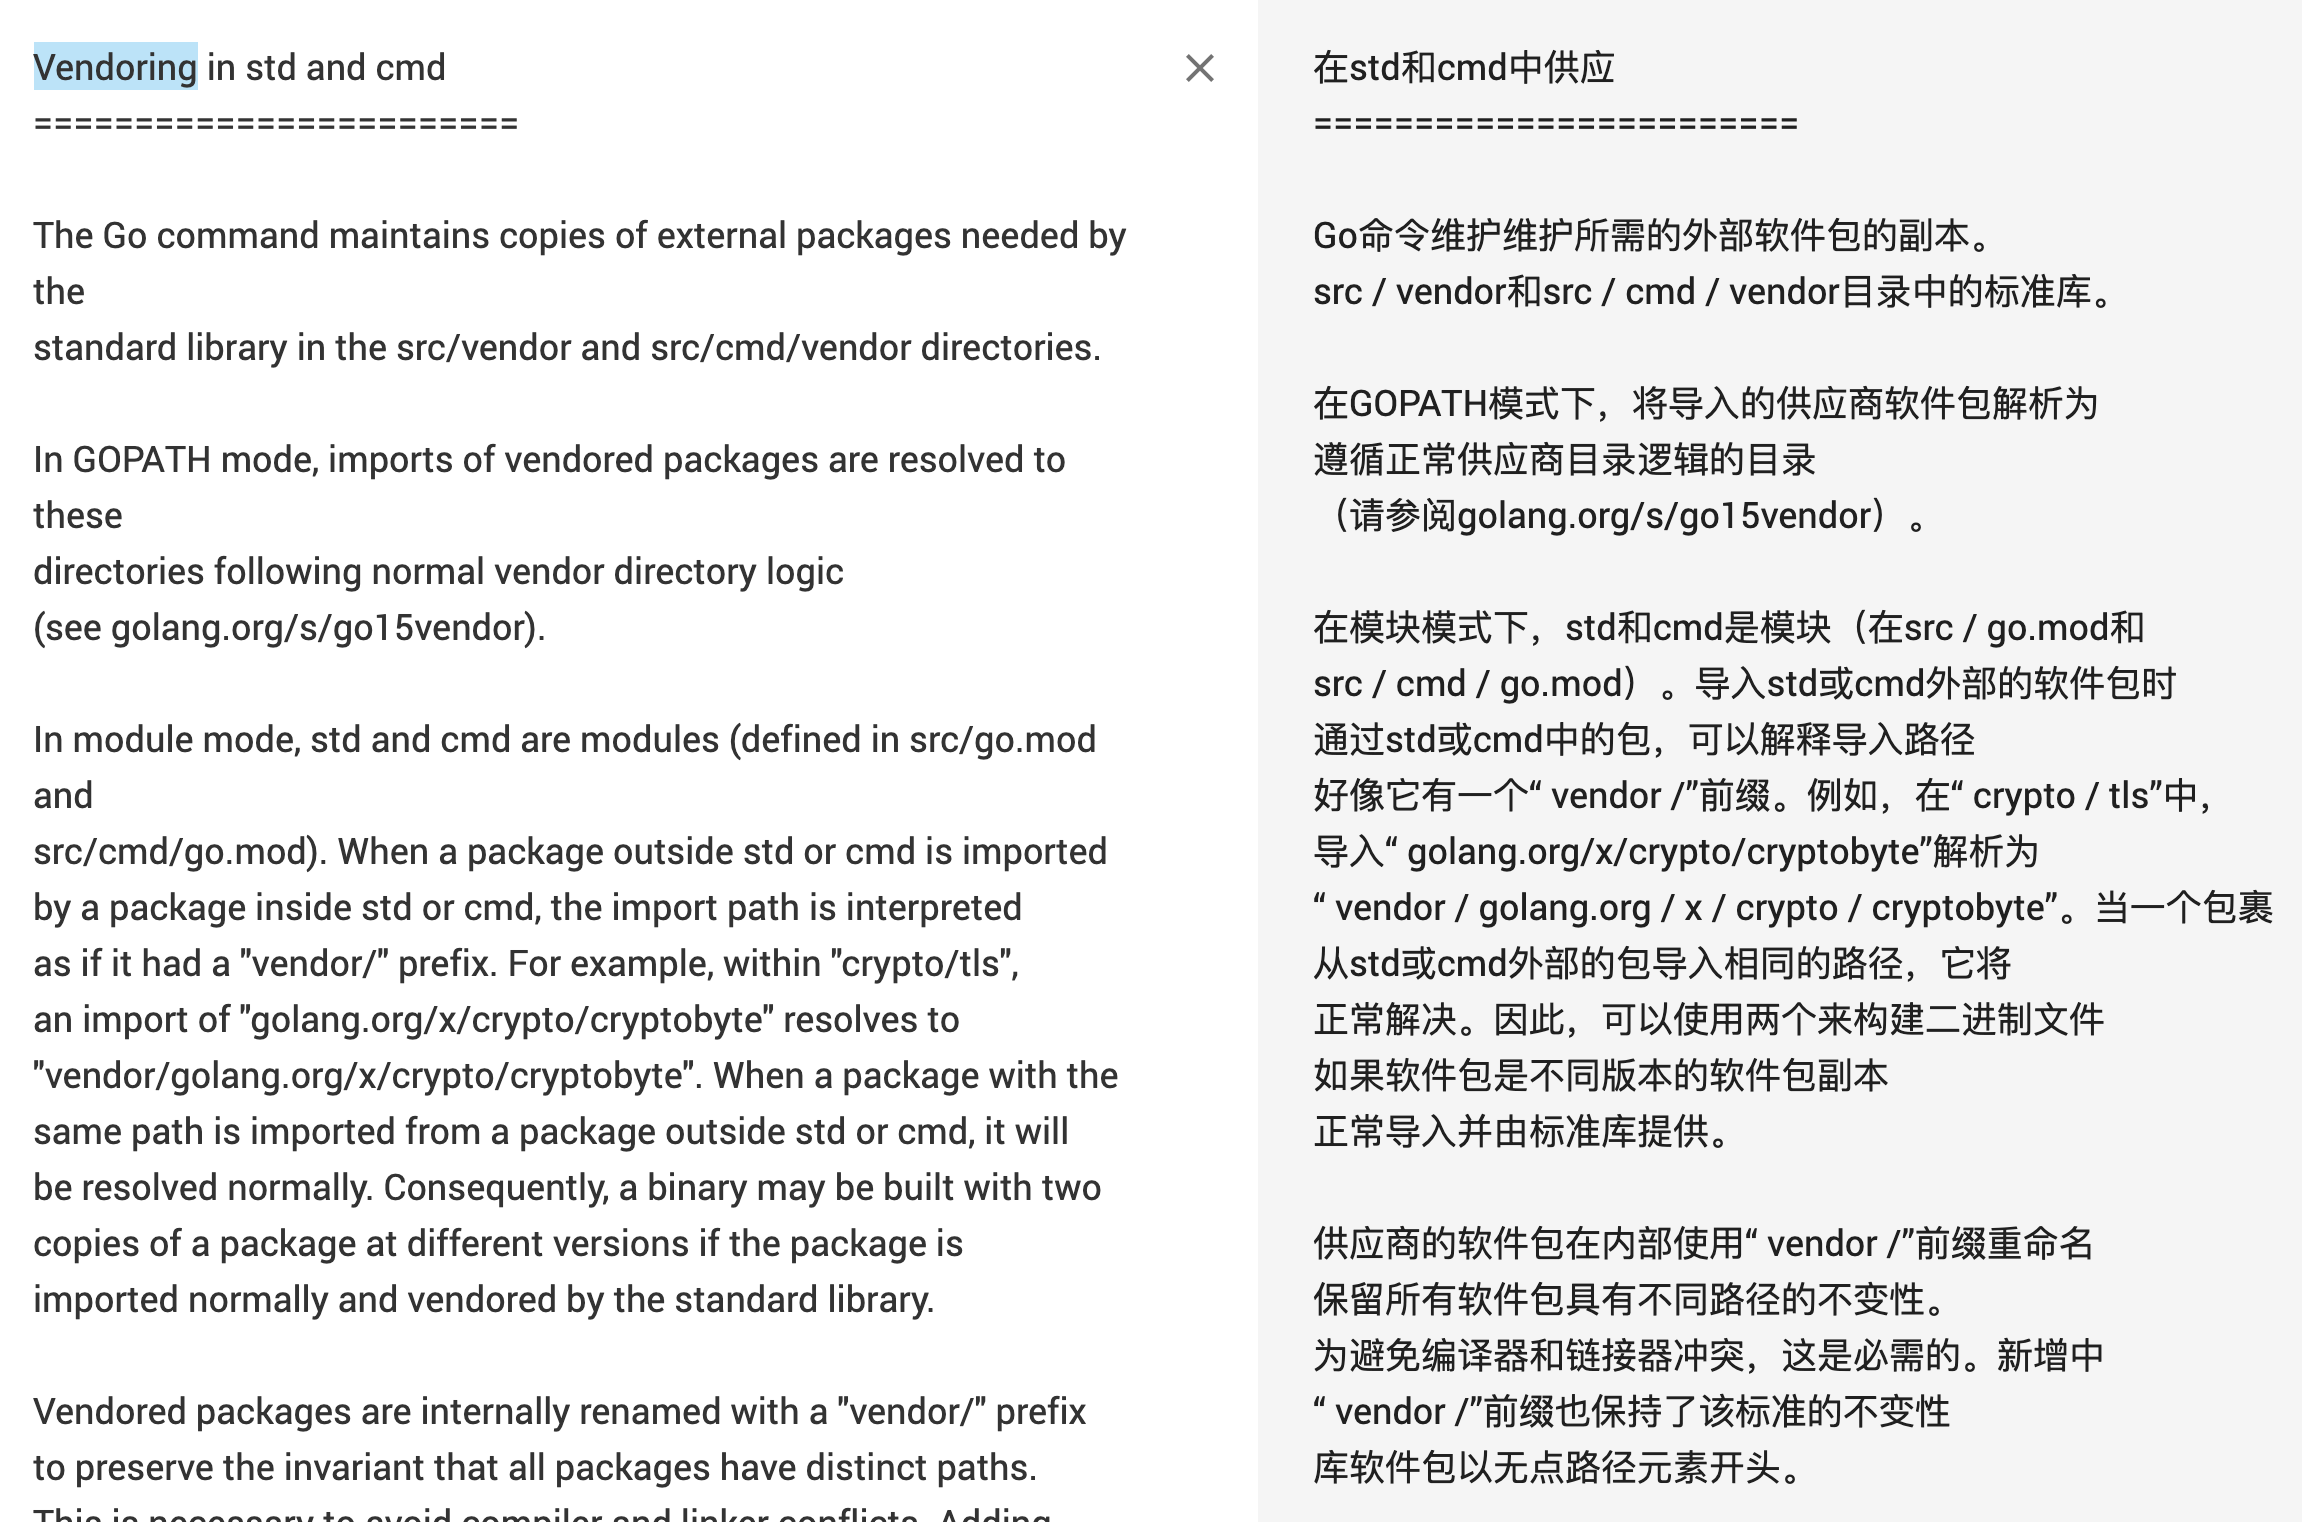 Vendoring in std and cmd
========================
The Go command maintains copies of external packages needed by
the
standard library in the src/vendor and src/cmd/vendor directories.
In GOPATH mode, imports of vendored packages are resolved to
these
directories following normal vendor directory logic
(see golang.org/s/go15vendor).
In module mode, std and cmd are modules (defined in src/go.mod
and
src/cmd/go.mod). When a package outside std or cmd is imported
by a package inside std or cmd, the import path is interpreted
as if it had a "vendor/" prefix. For example, within "crypto/tls",
an import of "golang.org/x/crypto/cryptobyte" resolves to
"vendor/golang.org/x/crypto/cryptobyte". When a package with the
same path is imported from a package outside std or cmd, it will
be resolved normally. Consequently, a binary may be built with two
copies of a package at different versions if the package is
imported normally and vendored by the standard library.
Vendored packages are internally renamed with a "vendor/" prefix
to preserve the invariant that all packages have distinct paths.
This is necessary to avoid compiler and linker conflicts. Adding
在std和cmd中供应
========================
Go命令维护维护所需的外部软件包的副本。
src / vendor和src / cmd / vendor目录中的标准库。
在GOPATH模式下，将导入的供应商软件包解析为
遵循正常供应商目录逻辑的目录
（请参阅golang.org/s/go15vendor）。
在模块模式下，std和cmd是模块（在src / go.mod和
src / cmd / go.mod）。导入std或cmd外部的软件包时
通过std或cmd中的包，可以解释导入路径
好像它有一个“ vendor /”前缀。例如，在“ crypto / tls”中，
导入“ golang.org/x/crypto/cryptobyte”解析为
“ vendor / golang.org / x / crypto / cryptobyte”。当一个包裹
从std或cmd外部的包导入相同的路径，它将
正常解决。因此，可以使用两个来构建二进制文件
如果软件包是不同版本的软件包副本
正常导入并由标准库提供。
供应商的软件包在内部使用“ vendor /”前缀重命名
保留所有软件包具有不同路径的不变性。
为避免编译器和链接器冲突，这是必需的。新增中
“ vendor /”前缀也保持了该标准的不变性
库软件包以无点路径元素开头。